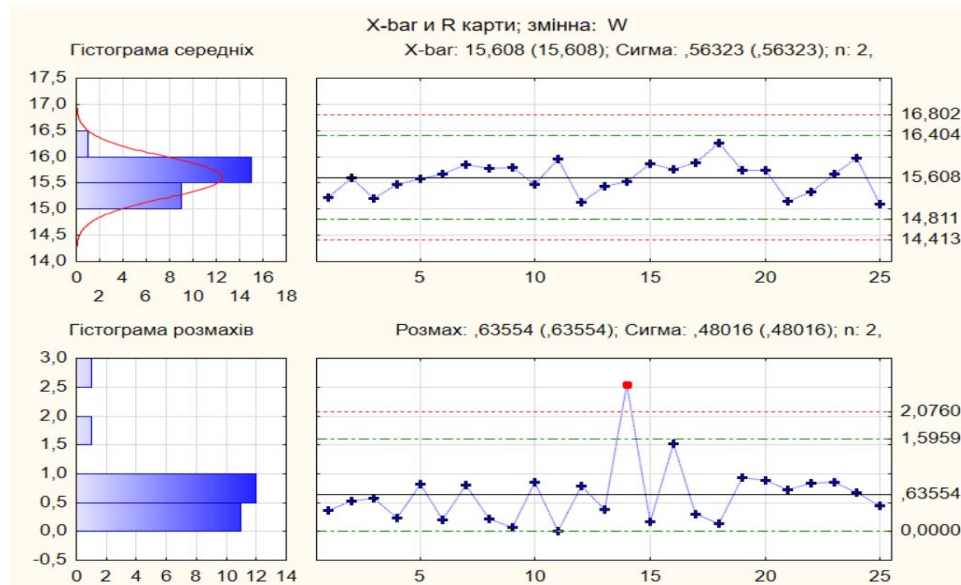 X-bar и R карти; змінна: W
Гістограма середніх
X-bar: 15,608 (15,608); Сигма: ,56323 (,56323); n: 2,
17,5
17,0
16,5
16,0
15,5
15,0
14,5
14,0
0 2 4 6 8 10 12 14 16 18
16,802
16,404
15,608
14,811
14,413
5 10 15 20 25
Гістограма розмахів
Розмах: ,63554 (,63554); Сигма: ,48016 (,48016); n: 2,
3,0
2,5
2,0
1,5
1,0
0,5
0,0
-0,5
0 2 4 6 8 10 12 14
2,0760
1,5959
,63554
0,0000
5 10 15 20 25